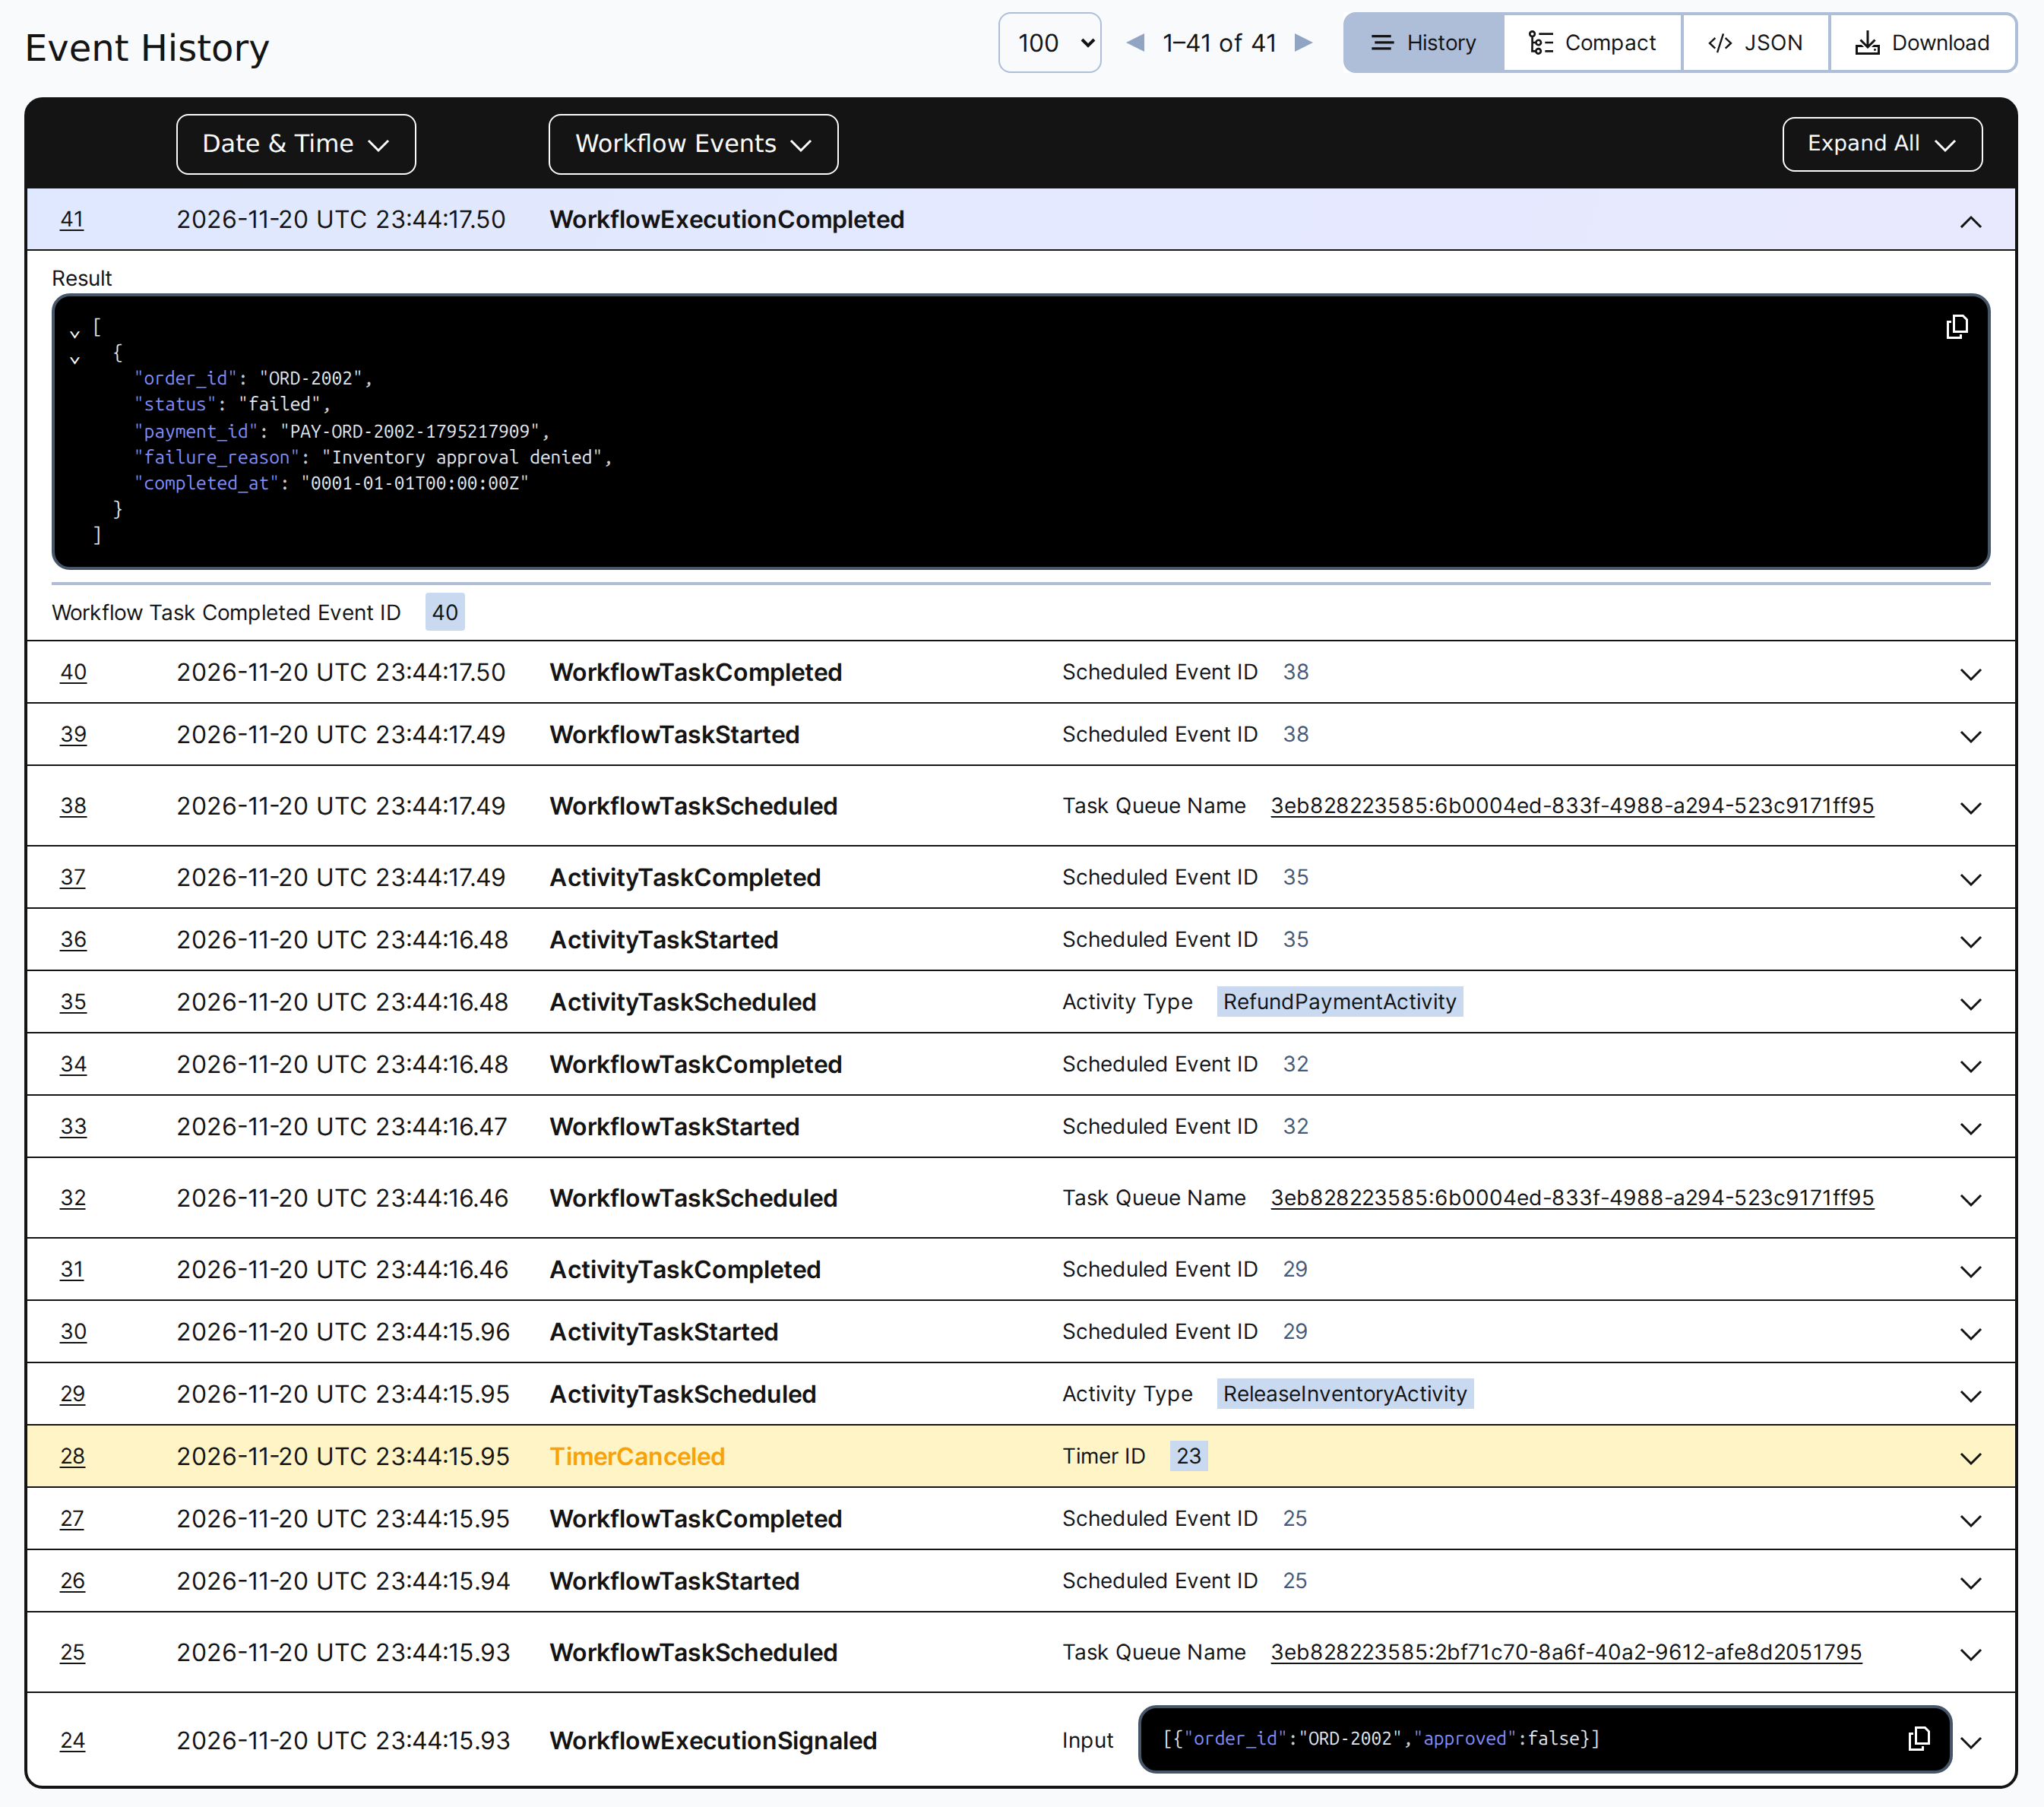 Event History
100
1–41 of 41
History
Compact
JSON
Download
Date & Time
Workflow Events
Expand All
41 2026-11-20 UTC 23:44:17.50 WorkflowExecutionCompleted
Result
[
{
"order_id": "ORD-2002",
"status": "failed",
"payment_id": "PAY-ORD-2002-1795217909",
"failure_reason": "Inventory approval denied",
"completed_at": "0001-01-01T00:00:00Z"
}
]
Workflow Task Completed Event ID 40
40 2026-11-20 UTC 23:44:17.50 WorkflowTaskCompleted Scheduled Event ID 38
39 2026-11-20 UTC 23:44:17.49 WorkflowTaskStarted Scheduled Event ID 38
38 2026-11-20 UTC 23:44:17.49 WorkflowTaskScheduled Task Queue Name 3eb828223585:6b0004ed-833f-4988-a294-523c9171ff95
37 2026-11-20 UTC 23:44:17.49 ActivityTaskCompleted Scheduled Event ID 35
36 2026-11-20 UTC 23:44:16.48 ActivityTaskStarted Scheduled Event ID 35
35 2026-11-20 UTC 23:44:16.48 ActivityTaskScheduled Activity Type RefundPaymentActivity
34 2026-11-20 UTC 23:44:16.48 WorkflowTaskCompleted Scheduled Event ID 32
33 2026-11-20 UTC 23:44:16.47 WorkflowTaskStarted Scheduled Event ID 32
32 2026-11-20 UTC 23:44:16.46 WorkflowTaskScheduled Task Queue Name 3eb828223585:6b0004ed-833f-4988-a294-523c9171ff95
31 2026-11-20 UTC 23:44:16.46 ActivityTaskCompleted Scheduled Event ID 29
30 2026-11-20 UTC 23:44:15.96 ActivityTaskStarted Scheduled Event ID 29
29 2026-11-20 UTC 23:44:15.95 ActivityTaskScheduled Activity Type ReleaseInventoryActivity
28 2026-11-20 UTC 23:44:15.95 TimerCanceled Timer ID 23
27 2026-11-20 UTC 23:44:15.95 WorkflowTaskCompleted Scheduled Event ID 25
26 2026-11-20 UTC 23:44:15.94 WorkflowTaskStarted Scheduled Event ID 25
25 2026-11-20 UTC 23:44:15.93 WorkflowTaskScheduled Task Queue Name 3eb828223585:2bf71c70-8a6f-40a2-9612-afe8d2051795
24 2026-11-20 UTC 23:44:15.93 WorkflowExecutionSignaled Input [{"order_id":"ORD-2002","approved":false}]